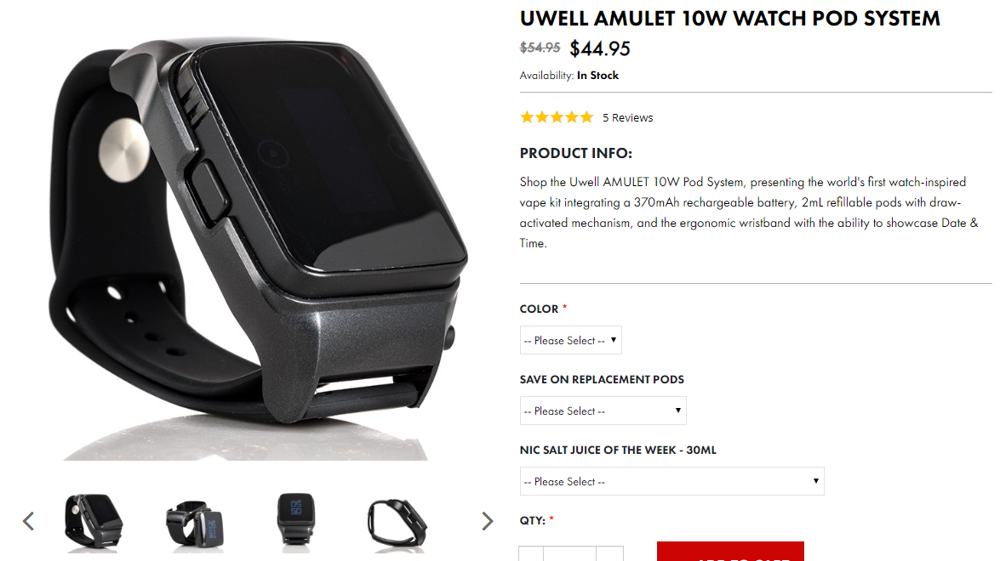 UWELL AMULET 10W WATCH POD SYSTEM
$54.95 $44.95
Availability: In Stock
5 Reviews
PRODUCT INFO:
Shop the Uwell AMULET 10W Pod System, presenting the world's first watch-inspired
vape kit integrating a 370mAh rechargeable battery, 2mL refillable pods with draw-
activated mechanism, and the ergonomic wristband with the ability to showcase Date &
Time.
COLOR *
-- Please Select --
SAVE ON REPLACEMENT PODS
-- Please Select --
NIC SALT JUICE OF THE WEEK - 30ML
-- Please Select --
QTY: *
ADD TO CART